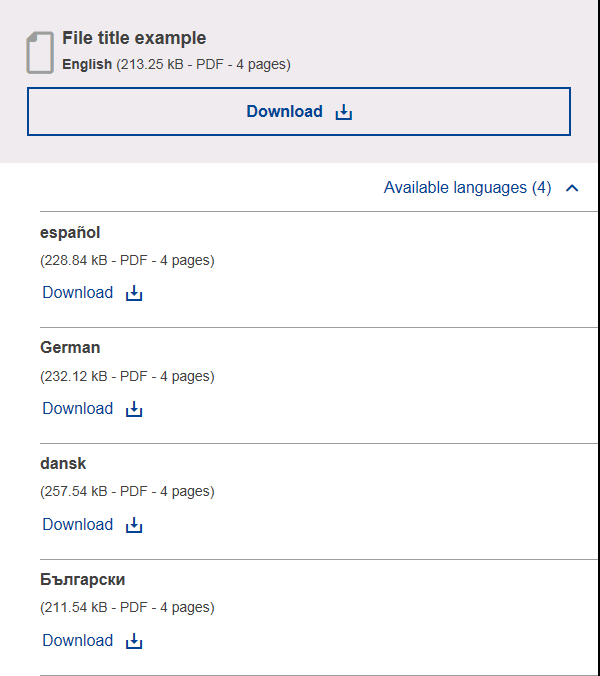 File title example
English (213.25 kB - PDF - 4 pages)
Download
Available languages (4)
español
(228.84 kB - PDF - 4 pages)
Download
German
(232.12 kB - PDF - 4 pages)
Download
dansk
(257.54 kB - PDF - 4 pages)
Download
Български
(211.54 kB - PDF - 4 pages)
Download